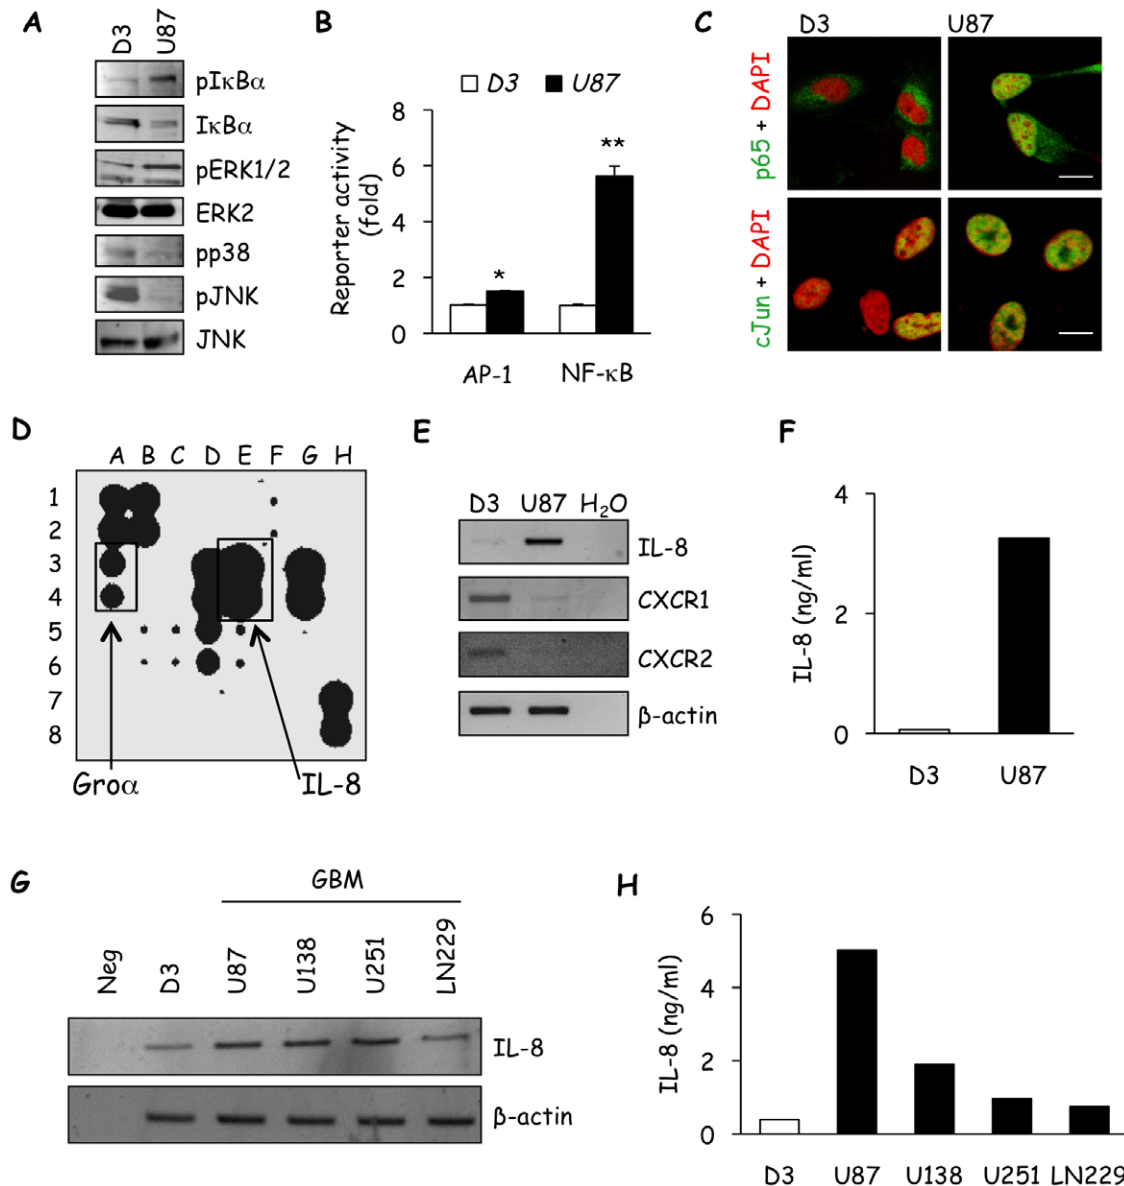 A
D3 U87
pIκBα
IκBα
pERK1/2
ERK2
pp38
pJNK
JNK
B
D3 U87
Reporter activity
(fold)
8
6
4
2
0
*
**
AP-1 NF-κB
C
D3 U87
p65 + DAPI
cJun + DAPI
D
A B C D E F G H
1
2
3
4
5
6
7
8
Groα IL-8
E
D3 U87 H₂O
IL-8
CXCR1
CXCR2
β-actin
F
IL-8 (ng/ml)
4
2
0
D3 U87
G
GBM
Neg D3 U87 U138 U251 LN229
IL-8
β-actin
H
IL-8 (ng/ml)
6
4
2
0
D3 U87 U138 U251 LN229